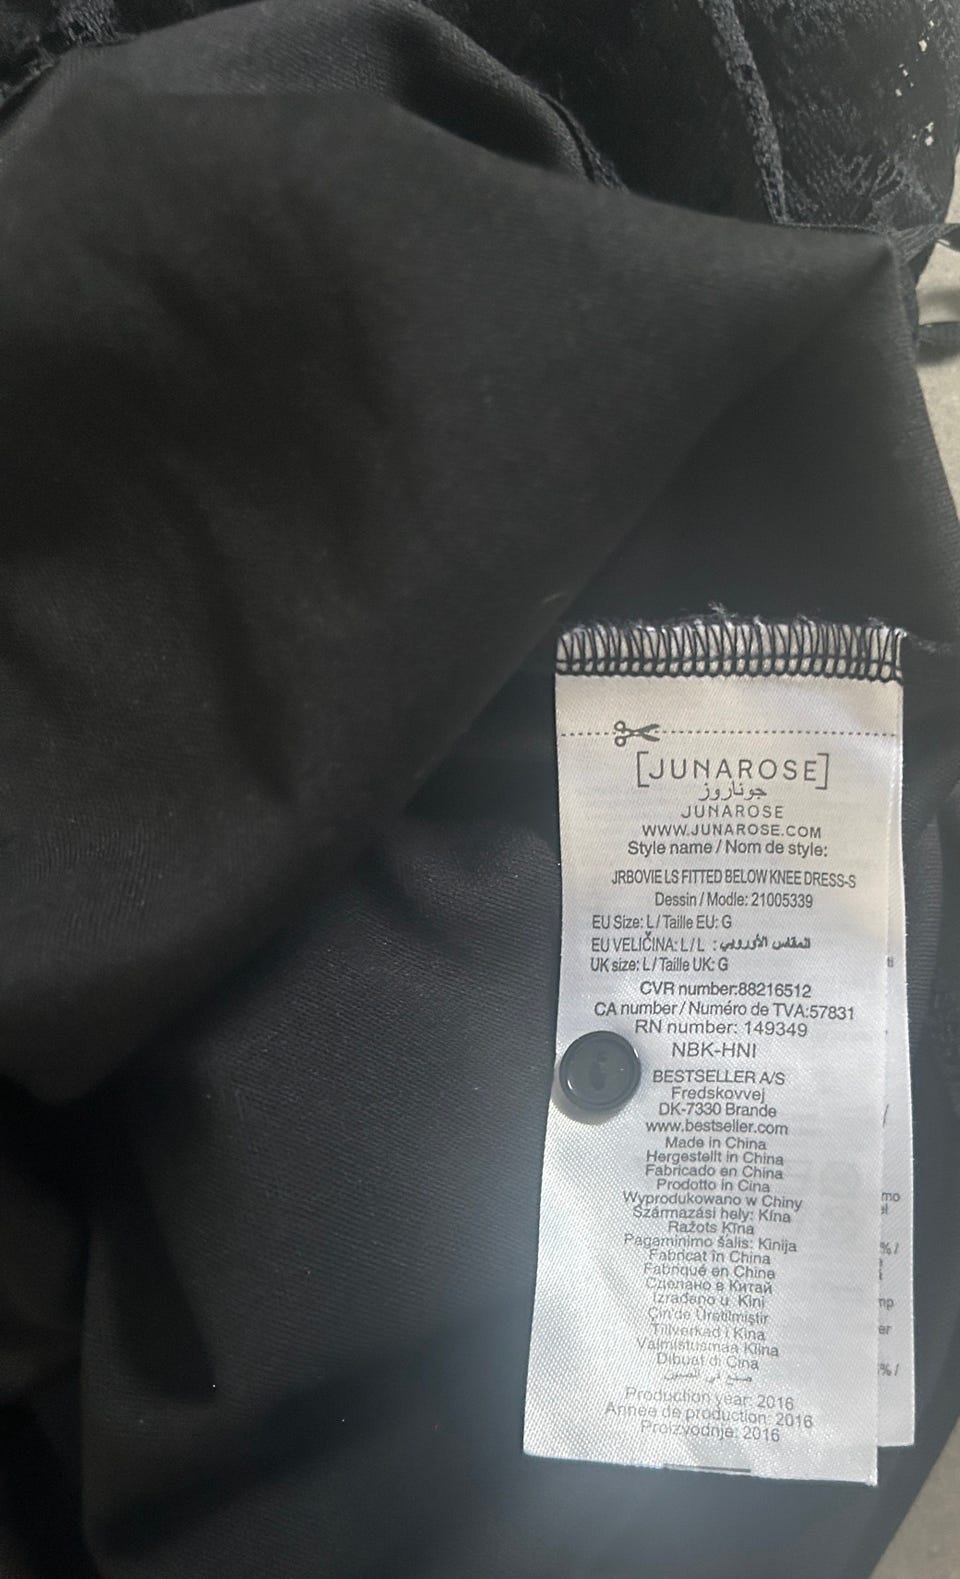 [JUNAROSE]
جوناروز
JUNAROSE
WWW.JUNAROSE.COM
Style name / Nom de style:
JRBOVIE LS FITTED BELOW KNEE DRESS-S
Dessin / Modle: 21005339
EU Size: L / Taille EU: G
EU VELIČINA: L / L : المقاس الأوروبي
UK size: L / Taille UK: G
CVR number:88216512
CA number / Numéro de TVA:57831
RN number: 149349
NBK-HNI
BESTSELLER A/S
Fredskovvej
DK-7330 Brande
www.bestseller.com
Made in China
Hergestellt in China
Fabricado en China
Prodotto in Cina
Wyprodukowano w Chiny
Származási hely: Kína
Ražots Ķīna
Pagaminimo šalis: Kinija
Fabricat în China
Fabriqué en Chine
Сделано в Китай
Izrađeno u Kini
Çin'de Üretilmiştir
Tillverkad i Kina
Valmistusmaa Kiina
Dibuat di Cina
صنع في الصين
Production year: 2016
Année de production: 2016
Proizvodnje: 2016